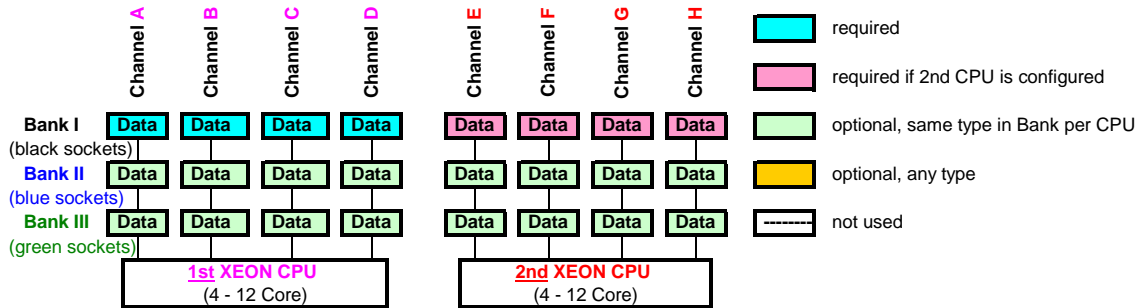 Channel A
Channel B
Channel C
Channel D
Channel E
Channel F
Channel G
Channel H
Bank I
(black sockets)
Data Data Data Data Data Data Data Data
Bank II
(blue sockets)
Data Data Data Data Data Data Data Data
Bank III
(green sockets)
Data Data Data Data Data Data Data Data
1st XEON CPU
(4 - 12 Core)
2nd XEON CPU
(4 - 12 Core)
required
required if 2nd CPU is configured
optional, same type in Bank per CPU
optional, any type
-------- not used